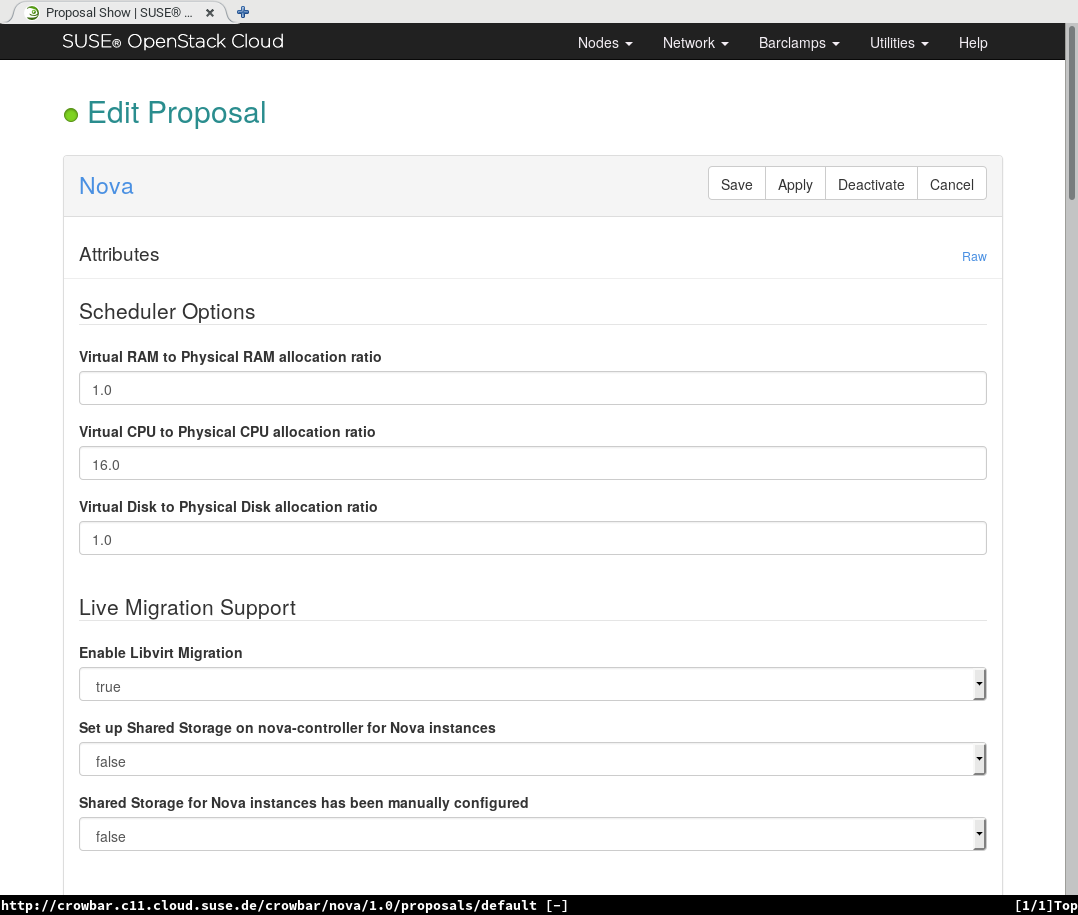 Proposal Show | SUSE® ...
SUSE® OpenStack Cloud Nodes Network Barclamps Utilities Help
Edit Proposal
Nova Save Apply Deactivate Cancel
Attributes Raw
Scheduler Options
Virtual RAM to Physical RAM allocation ratio
1.0
Virtual CPU to Physical CPU allocation ratio
16.0
Virtual Disk to Physical Disk allocation ratio
1.0
Live Migration Support
Enable Libvirt Migration
true
Set up Shared Storage on nova-controller for Nova instances
false
Shared Storage for Nova instances has been manually configured
false
http://crowbar.c11.cloud.suse.de/crowbar/nova/1.0/proposals/default [-] [1/1]Top